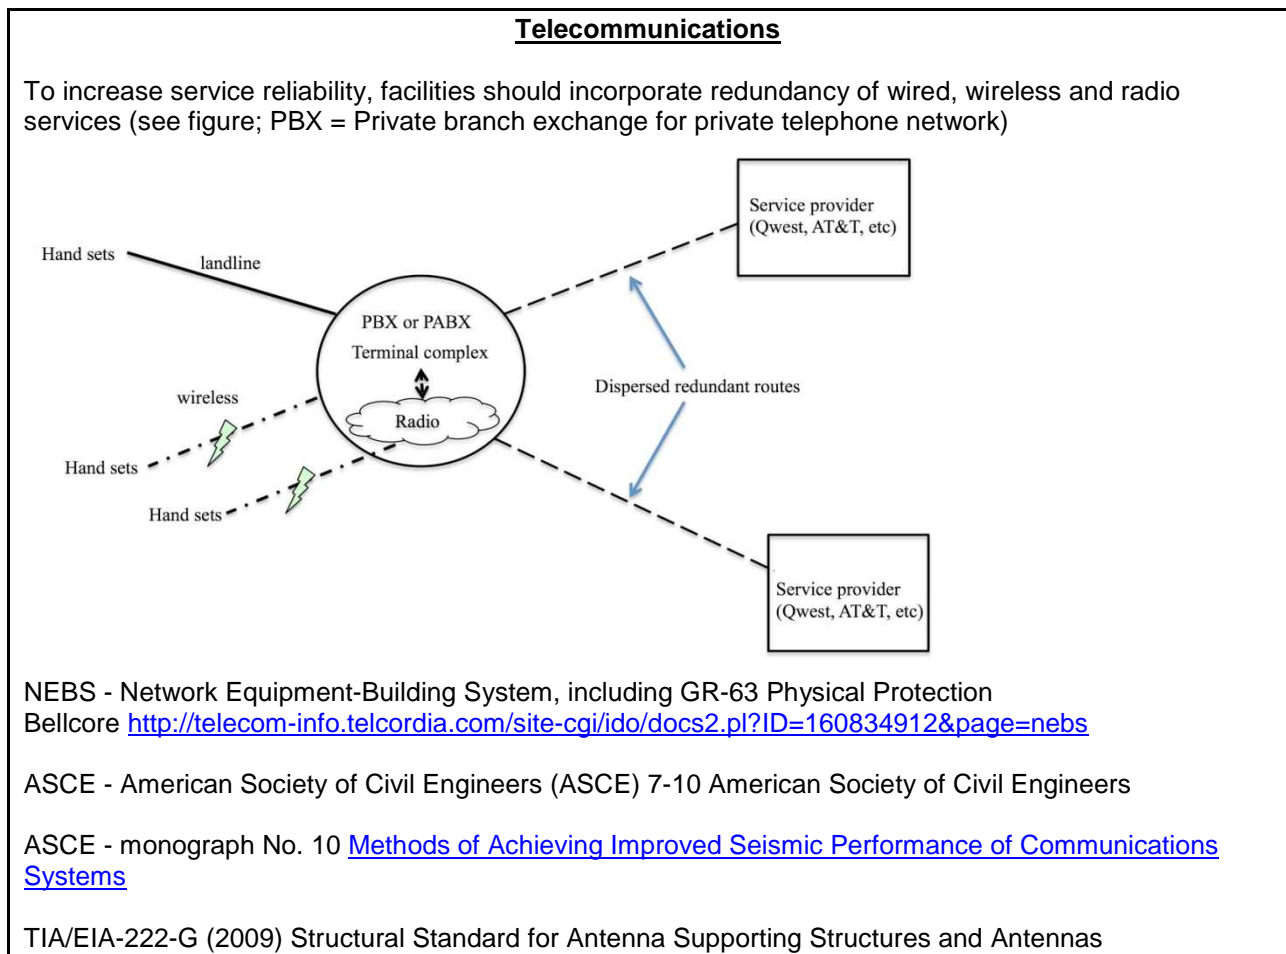 Telecommunications
To increase service reliability, facilities should incorporate redundancy of wired, wireless and radio
services (see figure; PBX = Private branch exchange for private telephone network)
Service provider
(Qwest, AT&T, etc)
Hand sets
landline
PBX or PABX
Terminal complex
Dispersed redundant routes
wireless
Radio
Hand sets
Hand sets
Service provider
(Qwest, AT&T, etc)
NEBS - Network Equipment-Building System, including GR-63 Physical Protection
Bellcore http://telecom-info.telcordia.com/site-cgi/ido/docs2.pl?ID=160834912&page=nebs
ASCE - American Society of Civil Engineers (ASCE) 7-10 American Society of Civil Engineers
ASCE - monograph No. 10 Methods of Achieving Improved Seismic Performance of Communications
Systems
TIA/EIA-222-G (2009) Structural Standard for Antenna Supporting Structures and Antennas